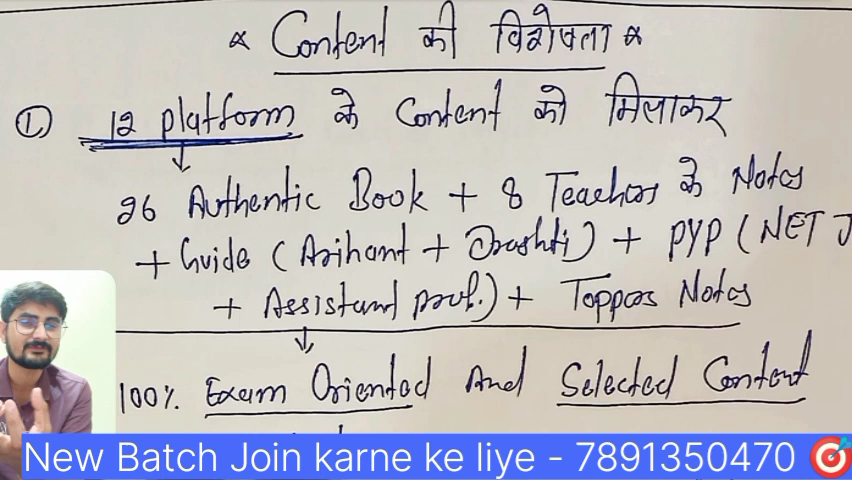 * Content की विशेषता *
① 12 platform के Content को मिलाकर
26 Authentic Book + 8 Teachers के Notes
+ Guide (Arihant + Drashti) + PYP (NET J
+ Assistant prof.) + Toppers Notes
100% Exam Oriented And Selected Content
New Batch Join karne ke liye - 7891350470 🎯